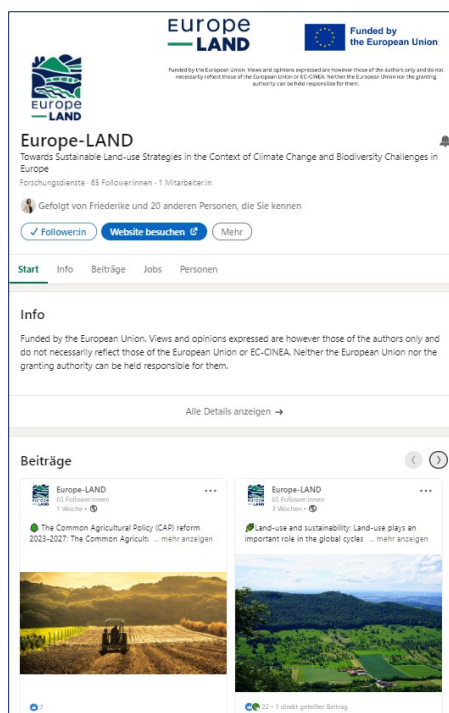 Europe
LAND
Funded by
the European Union
Funded by the European Union. Views and opinions expressed are however those of the authors only and do not
necessarily reflect those of the European Union or EC-CINEA. Neither the European Union nor the granting
authority can be held responsible for them.
europe
LAND
Europe-LAND
Towards Sustainable Land-use Strategies in the Context of Climate Change and Biodiversity Challenges in
Europe
Forschungsdienste · 65 Follower:innen · 1 Mitarbeiter:in
Gefolgt von Friederike und 20 anderen Personen, die Sie kennen
✓ Follower:in Website besuchen Mehr
Start Info Beiträge Jobs Personen
Info
Funded by the European Union. Views and opinions expressed are however those of the authors only and
do not necessarily reflect those of the European Union or EC-CINEA. Neither the European Union nor the
granting authority can be held responsible for them.
Alle Details anzeigen →
Beiträge
Europe-LAND
65 Follower:innen
1 Woche •
The Common Agricultural Policy (CAP) reform
2023-2027: The Common Agricultu ... mehr anzeigen
7
Europe-LAND
65 Follower:innen
3 Wochen •
Land-use and sustainability: Land-use plays an
important role in the global cycles ... mehr anzeigen
22 • 1 direkt geteilter Beitrag